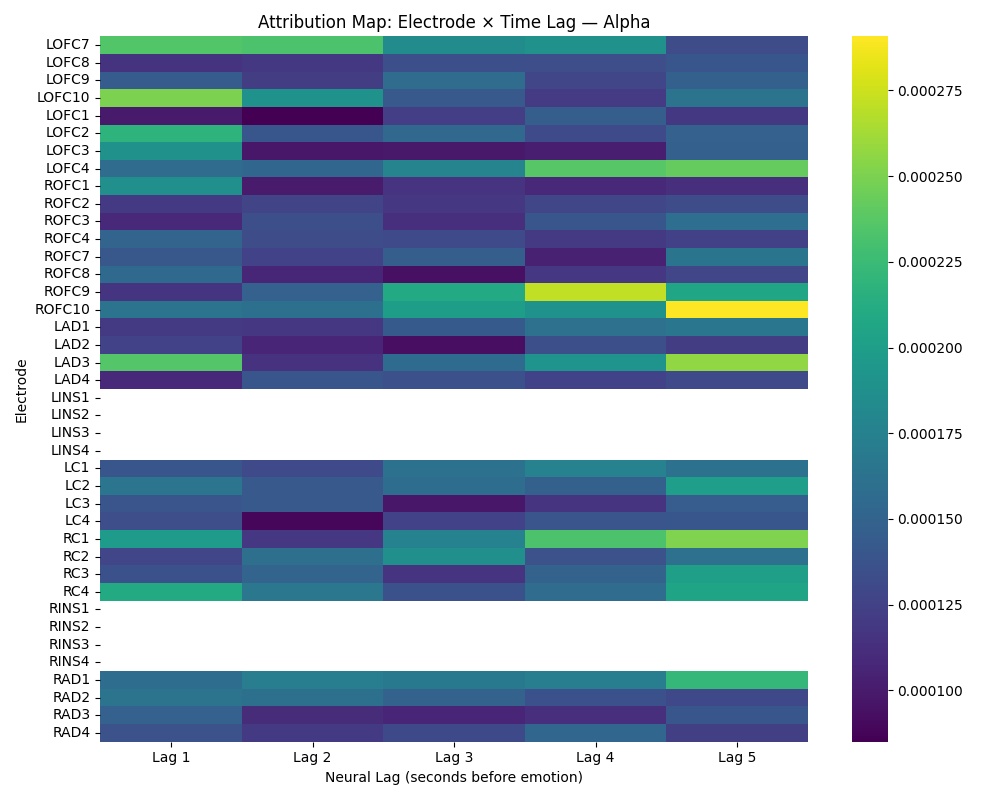 Attribution Map: Electrode × Time Lag — Alpha
LOFC7
LOFC8
LOFC9
LOFC10
LOFC1
LOFC2
LOFC3
LOFC4
ROFC1
ROFC2
ROFC3
ROFC4
ROFC7
ROFC8
ROFC9
ROFC10
LAD1
LAD2
LAD3
LAD4
LINS1
LINS2
LINS3
LINS4
LC1
LC2
LC3
LC4
RC1
RC2
RC3
RC4
RINS1
RINS2
RINS3
RINS4
RAD1
RAD2
RAD3
RAD4
Electrode
Lag 1
Lag 2
Lag 3
Lag 4
Lag 5
Neural Lag (seconds before emotion)
0.000275
0.000250
0.000225
0.000200
0.000175
0.000150
0.000125
0.000100